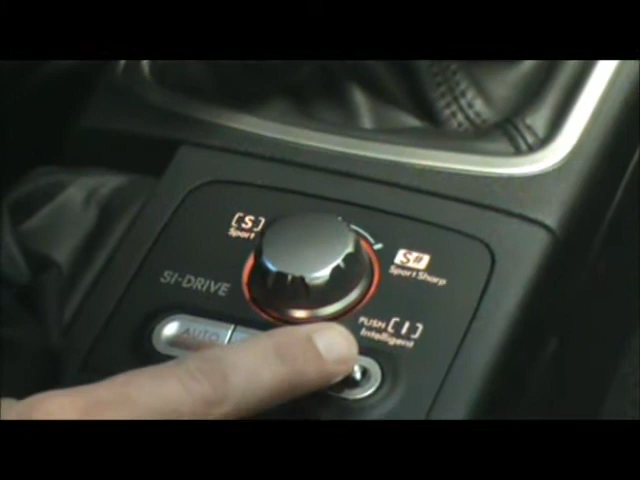 [S]
Sport
S#
Sport Sharp
SI-DRIVE
PUSH [I]
Intelligent
AUTO